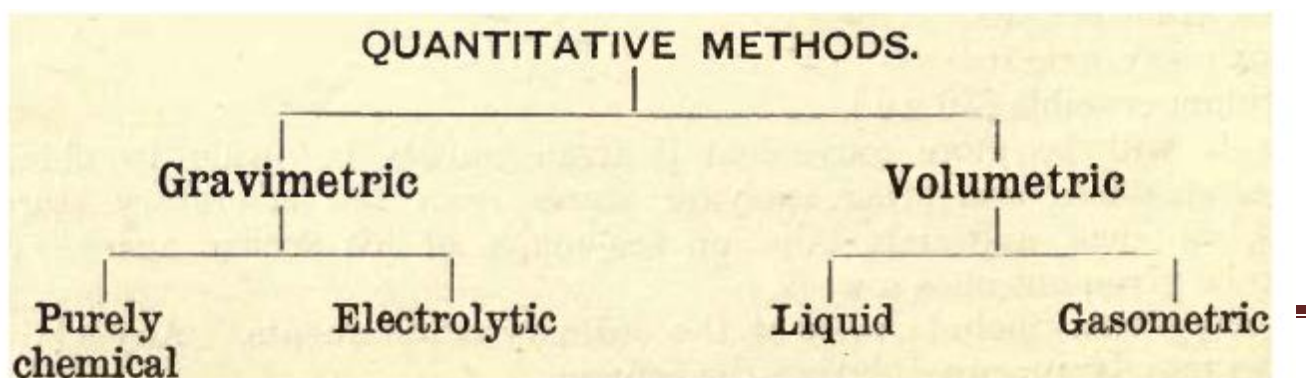 QUANTITATIVE METHODS.
Gravimetric Volumetric
Purely chemical Electrolytic Liquid Gasometric